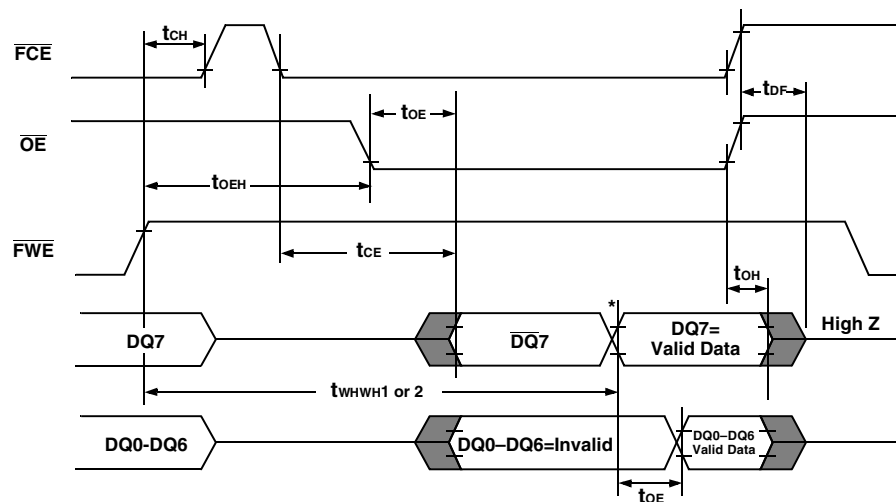 FCE
tCH
tDF
OE
tOE
tOEH
FWE
tCE
tOH
*
High Z
DQ7
DQ7
DQ7=
Valid Data
tWHWH1 or 2
DQ0-DQ6
DQ0–DQ6=Invalid
DQ0–DQ6
Valid Data
tOE